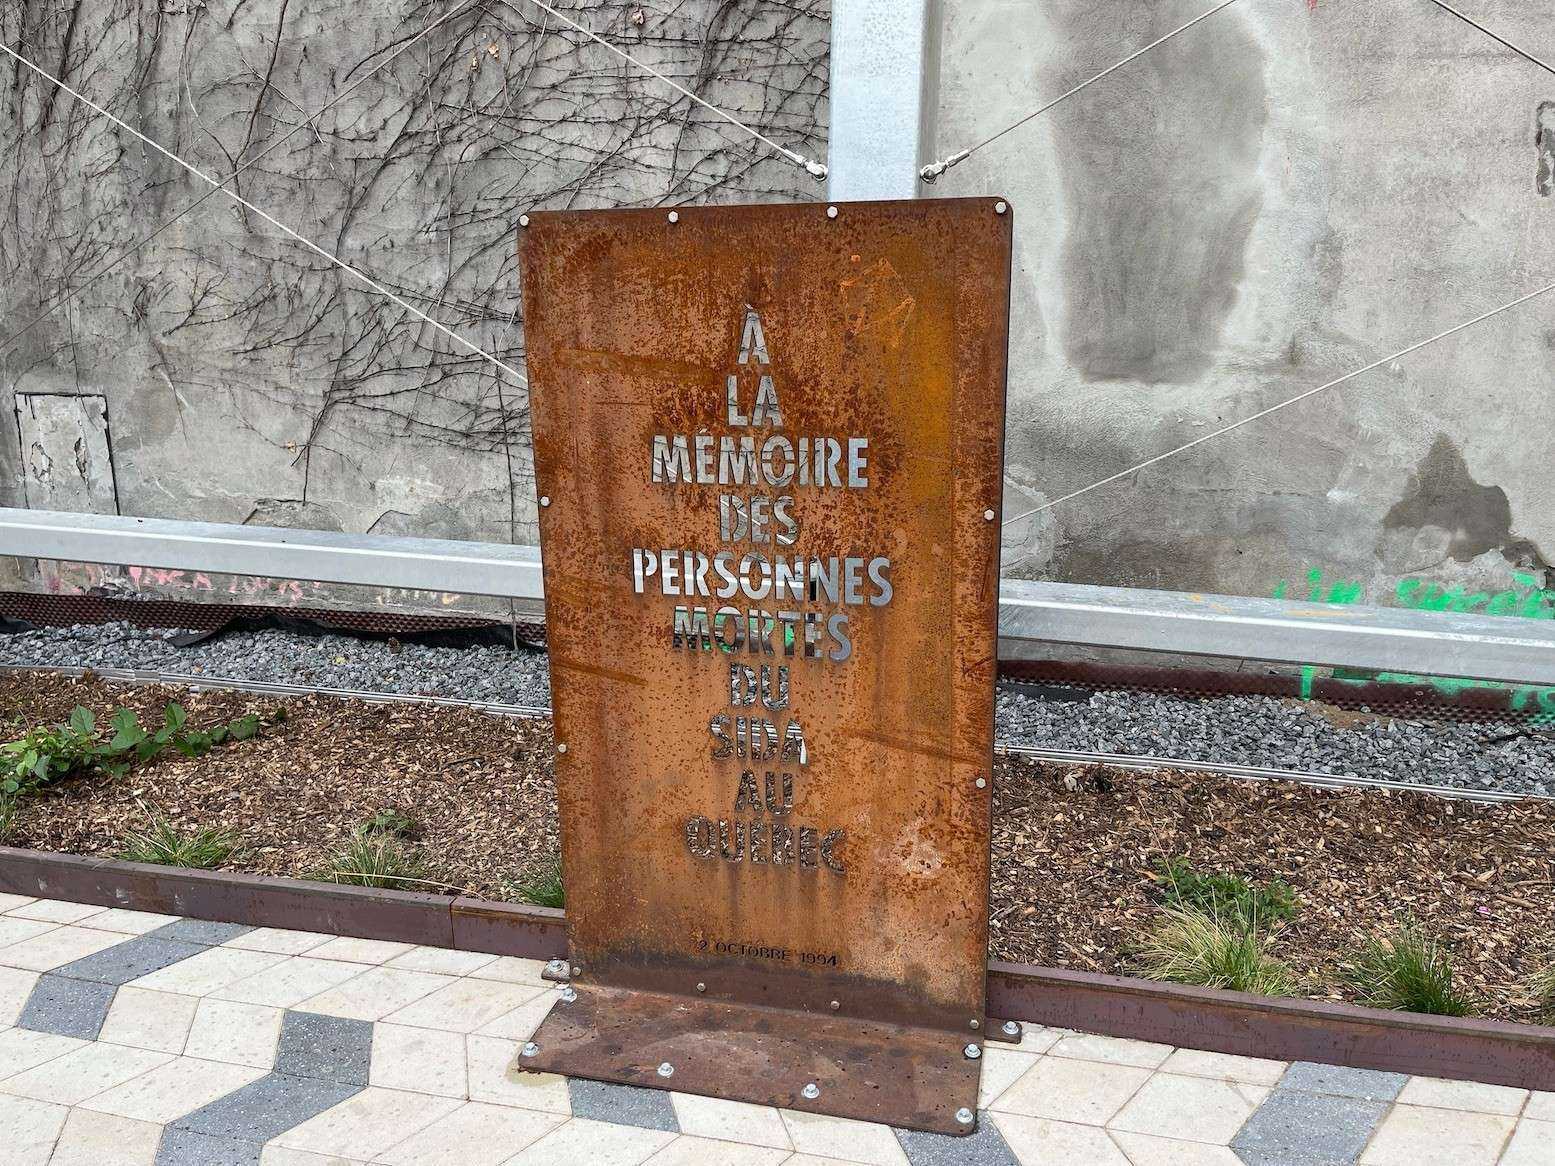 A
LA
MÉMOIRE
DES
PERSONNES
MORTES
DU
SIDA
AU
QUÉBEC
2 OCTOBRE 1994